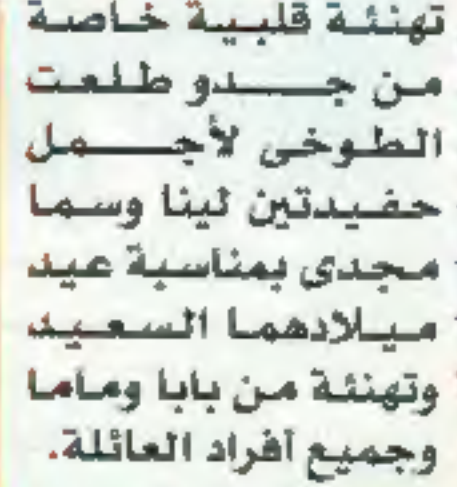 تهنئة قلبية خاصة
من جدو طلعت
الطوخى لأجمل
حفيدتين لينا وسما
مجدى بمناسبة عيد
ميلادهما السعيد
وتهنئة من بابا وماما
وجميع أفراد العائلة.